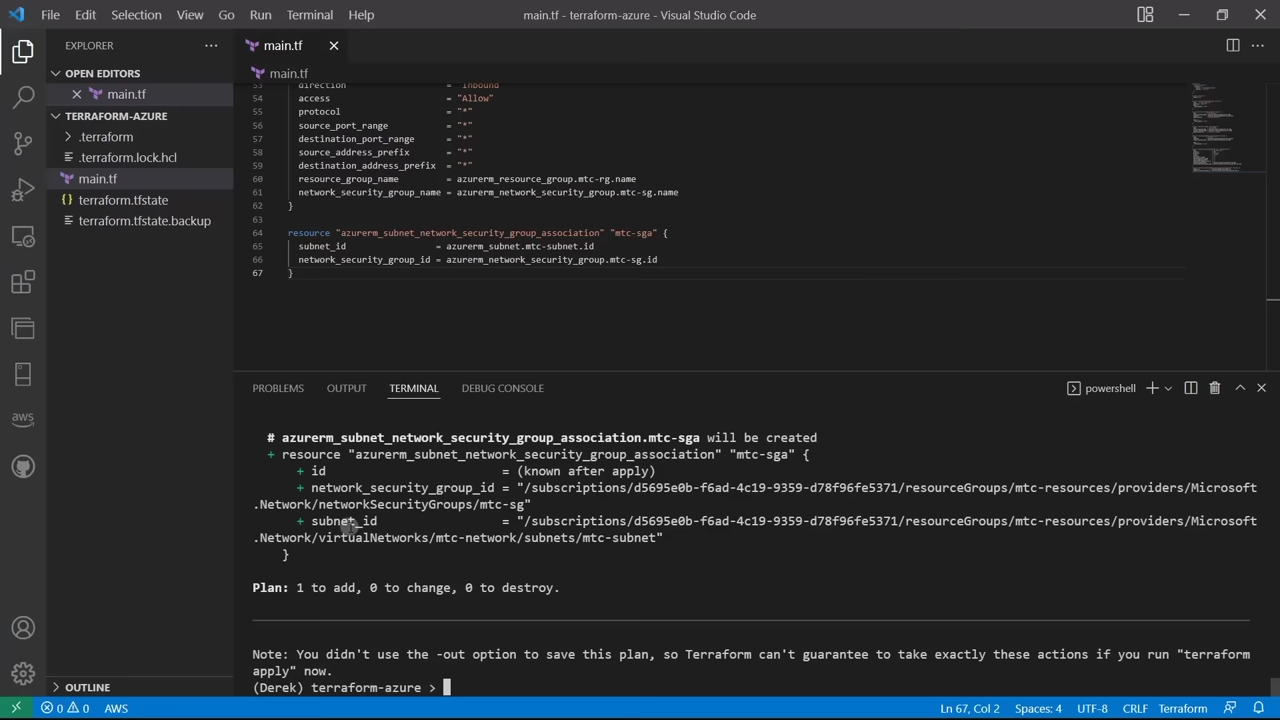 File Edit Selection View Go Run Terminal Help main.tf - terraform-azure - Visual Studio Code
EXPLORER
main.tf
OPEN EDITORS
main.tf
main.tf
TERRAFORM-AZURE
.terraform
.terraform.lock.hcl
main.tf
terraform.tfstate
terraform.tfstate.backup
53 direction = "Inbound"
54 access = "Allow"
55 protocol = "*"
56 source_port_range = "*"
57 destination_port_range = "*"
58 source_address_prefix = "*"
59 destination_address_prefix = "*"
60 resource_group_name = azurerm_resource_group.mtc-rg.name
61 network_security_group_name = azurerm_network_security_group.mtc-sg.name
62 }
63
64 resource "azurerm_subnet_network_security_group_association" "mtc-sga" {
65 subnet_id = azurerm_subnet.mtc-subnet.id
66 network_security_group_id = azurerm_network_security_group.mtc-sg.id
67 }
PROBLEMS OUTPUT TERMINAL DEBUG CONSOLE powershell
# azurerm_subnet_network_security_group_association.mtc-sga will be created
+ resource "azurerm_subnet_network_security_group_association" "mtc-sga" {
+ id = (known after apply)
+ network_security_group_id = "/subscriptions/d5695e0b-f6ad-4c19-9359-d78f96fe5371/resourceGroups/mtc-resources/providers/Microsoft
.Network/networkSecurityGroups/mtc-sg"
+ subnet_id = "/subscriptions/d5695e0b-f6ad-4c19-9359-d78f96fe5371/resourceGroups/mtc-resources/providers/Microsoft
.Network/virtualNetworks/mtc-network/subnets/mtc-subnet"
}
Plan: 1 to add, 0 to change, 0 to destroy.
Note: You didn't use the -out option to save this plan, so Terraform can't guarantee to take exactly these actions if you run "terraform
apply" now.
(Derek) terraform-azure >
aws
OUTLINE
0 0 AWS Ln 67, Col 2 Spaces: 4 UTF-8 CRLF Terraform